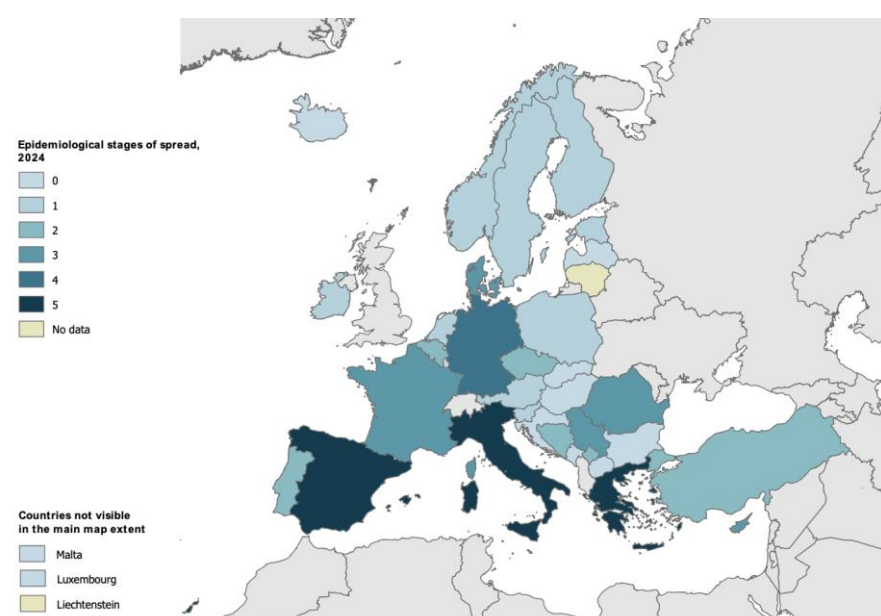 Epidemiological stages of spread,
2024
0
1
2
3
4
5
No data
Countries not visible
in the main map extent
Malta
Luxembourg
Liechtenstein